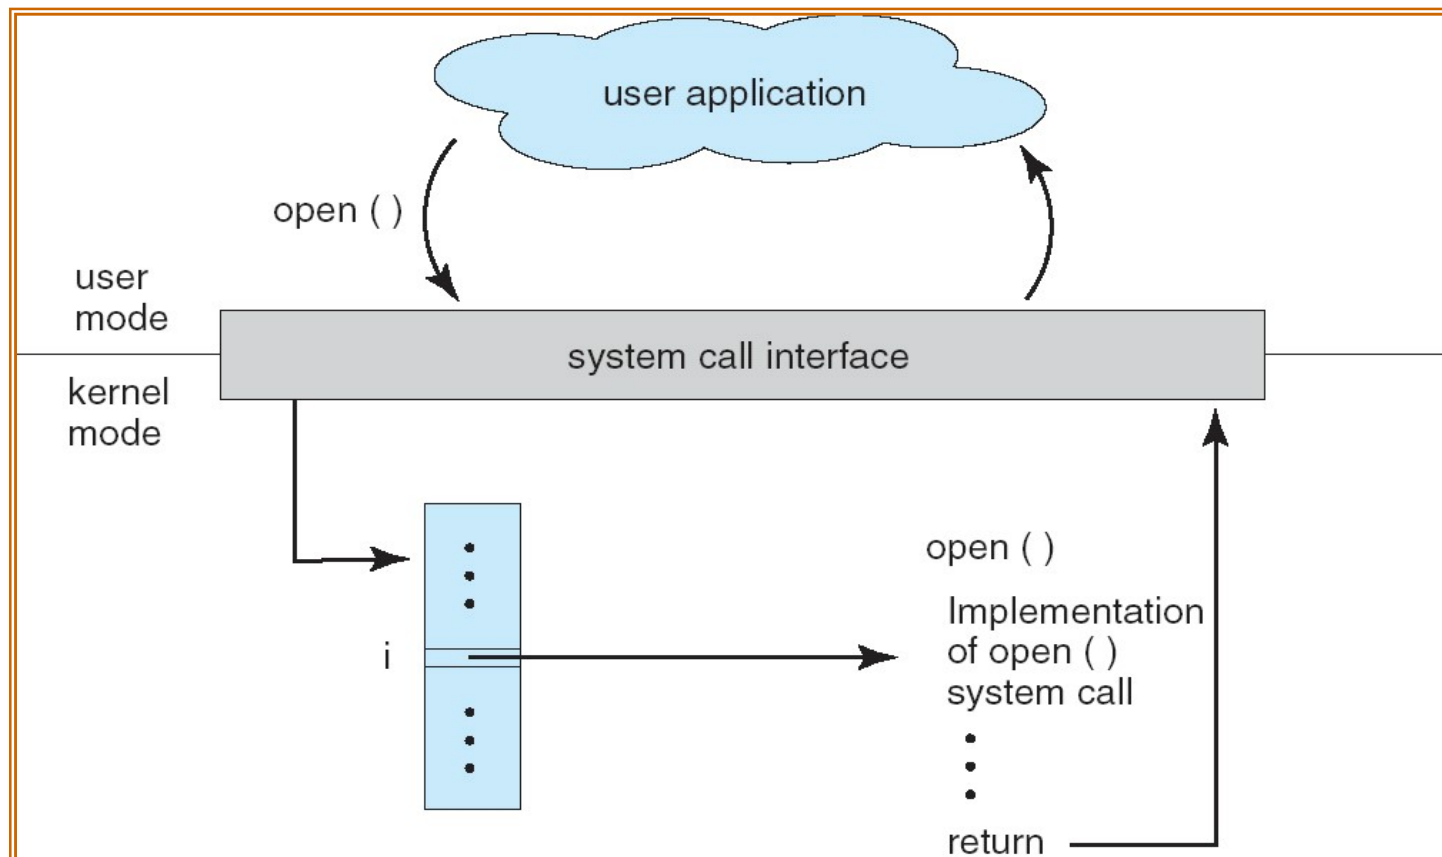 user application
open ( )
user
mode
system call interface
kernel
mode
open ( )
i
Implementation
of open ( )
system call
return